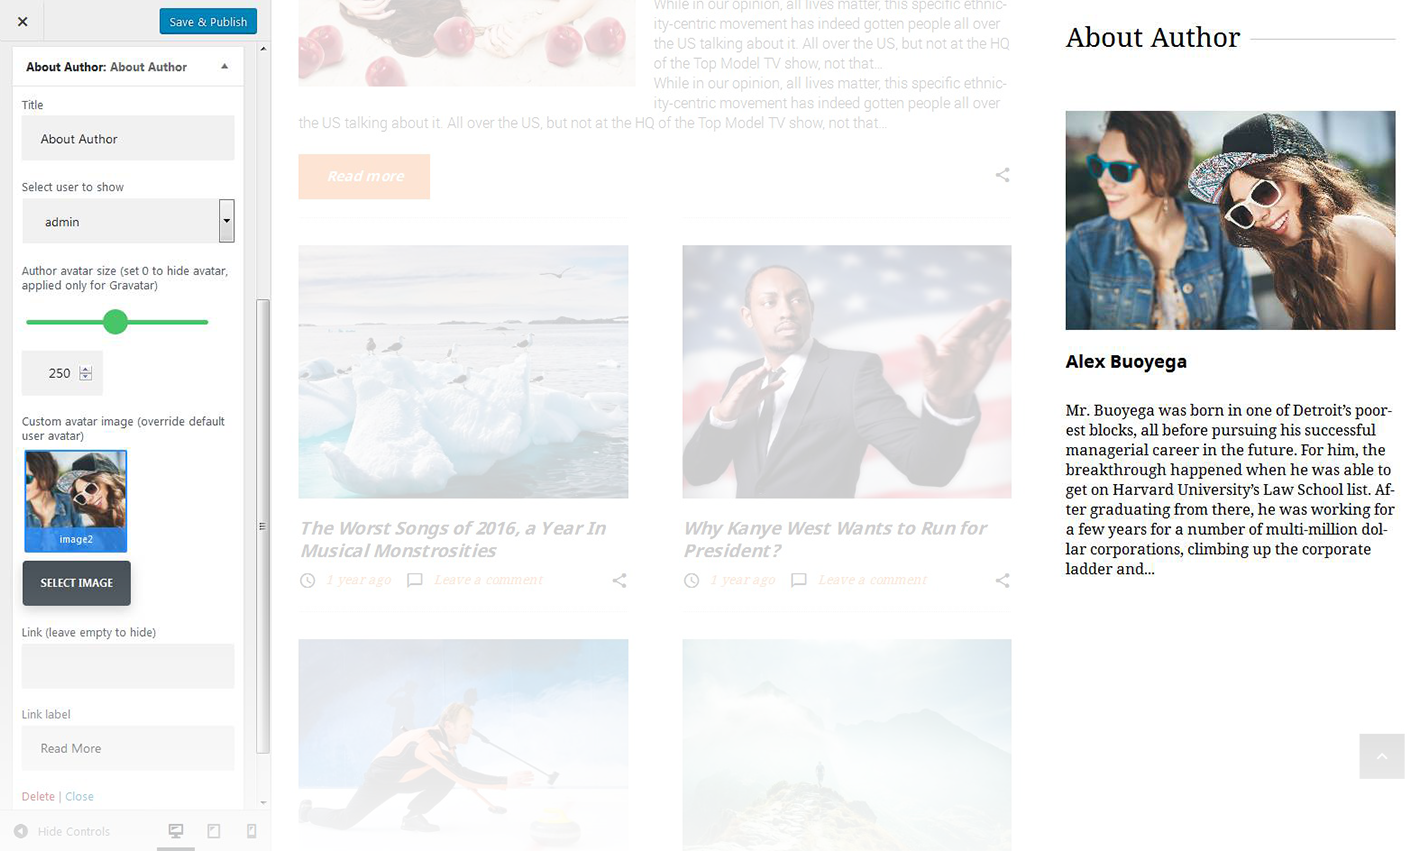 Save & Publish
About Author: About Author
Title
About Author
Select user to show
admin
Author avatar size (set 0 to hide avatar,
applied only for Gravatar)
250
Custom avatar image (override default
user avatar)
image2
SELECT IMAGE
Link (leave empty to hide)
Link label
Read More
Delete | Close
Hide Controls
While in our opinion, all lives matter, this specific ethnic-
ity-centric movement has indeed gotten people all over
the US talking about it. All over the US, but not at the HQ
of the Top Model TV show, not that...
While in our opinion, all lives matter, this specific ethnic-
ity-centric movement has indeed gotten people all over
the US talking about it. All over the US, but not at the HQ of the Top Model TV show, not that...
Read more
The Worst Songs of 2016, a Year In
Musical Monstrosities
1 year ago Leave a comment
Why Kanye West Wants to Run for
President?
1 year ago Leave a comment
About Author
Alex Buoyega
Mr. Buoyega was born in one of Detroit’s poor-
est blocks, all before pursuing his successful
managerial career in the future. For him, the
breakthrough happened when he was able to
get on Harvard University’s Law School list. Af-
ter graduating from there, he was working for
a few years for a number of multi-million dol-
lar corporations, climbing up the corporate
ladder and...